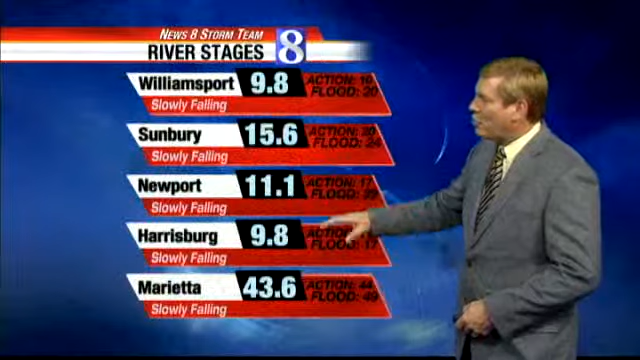 NEWS 8 STORM TEAM
RIVER STAGES 8
Williamsport 9.8 ACTION: 10
FLOOD: 20
Slowly Falling
Sunbury 15.6 ACTION: 20
FLOOD: 24
Slowly Falling
Newport 11.1 ACTION: 17
FLOOD:
Slowly Falling
Harrisburg 9.8 ACTION
FLOOD: 17
Slowly Falling
Marietta 43.6 ACTION: 44
FLOOD: 49
Slowly Falling